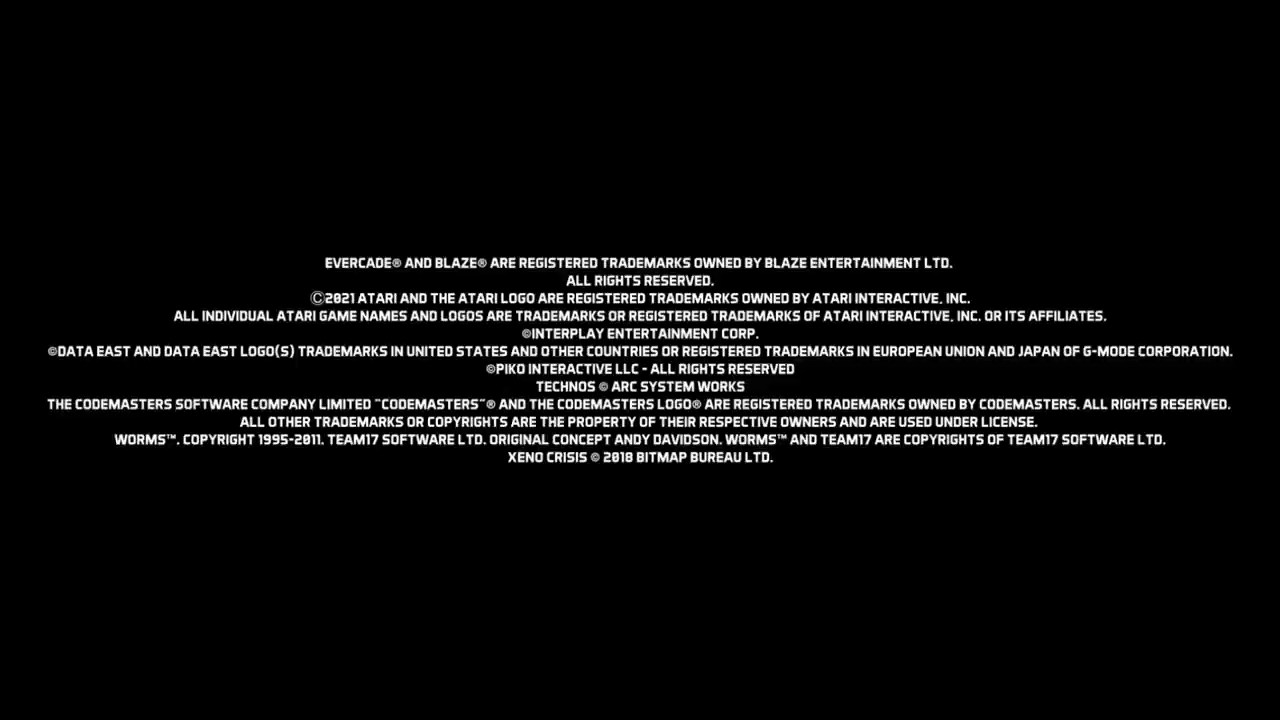 EVERCADE® AND BLAZE® ARE REGISTERED TRADEMARKS OWNED BY BLAZE ENTERTAINMENT LTD.
ALL RIGHTS RESERVED.
©2021 ATARI AND THE ATARI LOGO ARE REGISTERED TRADEMARKS OWNED BY ATARI INTERACTIVE, INC.
ALL INDIVIDUAL ATARI GAME NAMES AND LOGOS ARE TRADEMARKS OR REGISTERED TRADEMARKS OF ATARI INTERACTIVE, INC. OR ITS AFFILIATES.
©INTERPLAY ENTERTAINMENT CORP.
©DATA EAST AND DATA EAST LOGO(S) TRADEMARKS IN UNITED STATES AND OTHER COUNTRIES OR REGISTERED TRADEMARKS IN EUROPEAN UNION AND JAPAN OF G-MODE CORPORATION.
©PIKO INTERACTIVE LLC - ALL RIGHTS RESERVED
TECHNOS © ARC SYSTEM WORKS
THE CODEMASTERS SOFTWARE COMPANY LIMITED "CODEMASTERS"® AND THE CODEMASTERS LOGO® ARE REGISTERED TRADEMARKS OWNED BY CODEMASTERS. ALL RIGHTS RESERVED.
ALL OTHER TRADEMARKS OR COPYRIGHTS ARE THE PROPERTY OF THEIR RESPECTIVE OWNERS AND ARE USED UNDER LICENSE.
WORMS™. COPYRIGHT 1995-2011. TEAM17 SOFTWARE LTD. ORIGINAL CONCEPT ANDY DAVIDSON. WORMS™ AND TEAM17 ARE COPYRIGHTS OF TEAM17 SOFTWARE LTD.
XENO CRISIS © 2018 BITMAP BUREAU LTD.